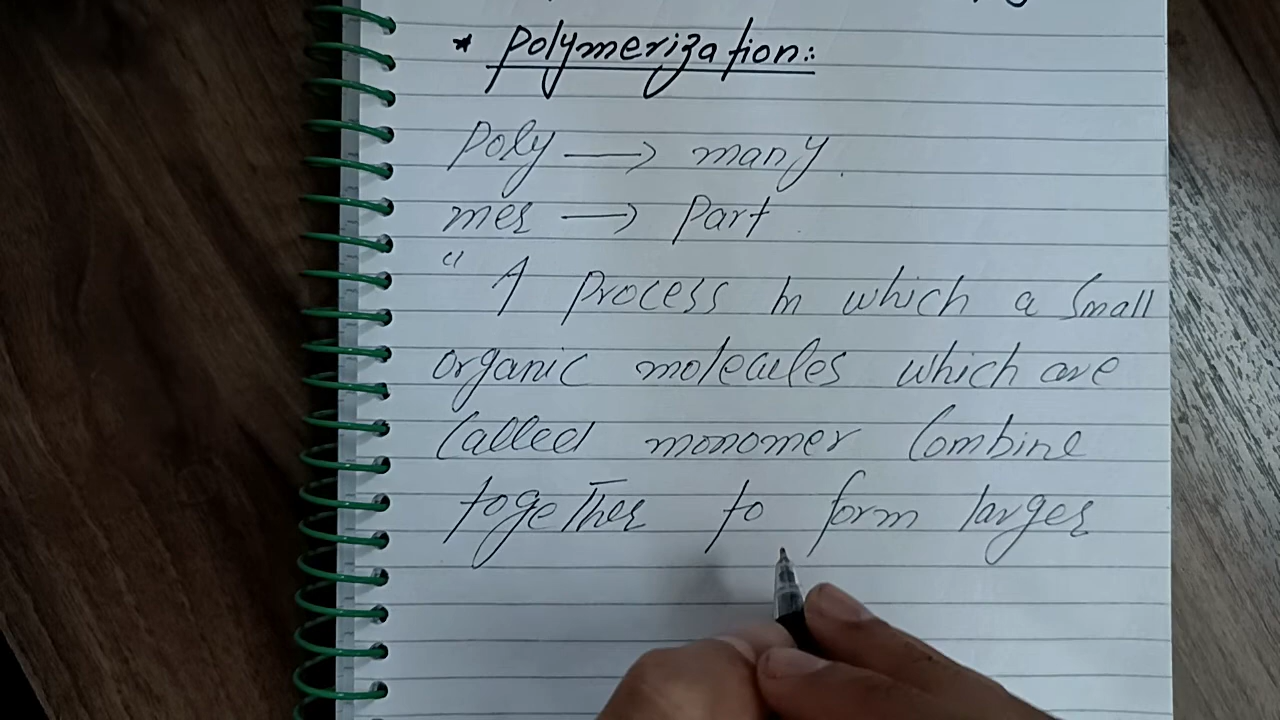 * Polymerization:
Poly → many.
mer → Part
" A Process in which a Small
organic molecules which are
Called monomer Combine
together to form larger